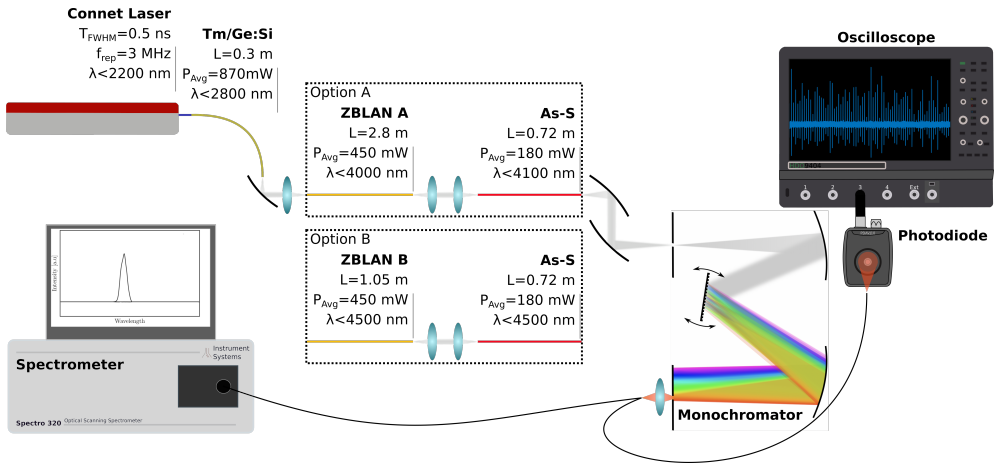 Connet Laser
T_FWHM=0.5 ns
f_rep=3 MHz
λ<2200 nm
Tm/Ge:Si
L=0.3 m
P_Avg=870mW
λ<2800 nm
Option A
ZBLAN A
L=2.8 m
P_Avg=450 mW
λ<4000 nm
As-S
L=0.72 m
P_Avg=180 mW
λ<4100 nm
Option B
ZBLAN B
L=1.05 m
P_Avg=450 mW
λ<4500 nm
As-S
L=0.72 m
P_Avg=180 mW
λ<4500 nm
Oscilloscope
1 2 3 4 Ext
Photodiode
Monochromator
Intensity [a.u]
Wavelength
Instrument
Systems
Spectrometer
Spectro 320 Optical Scanning Spectrometer